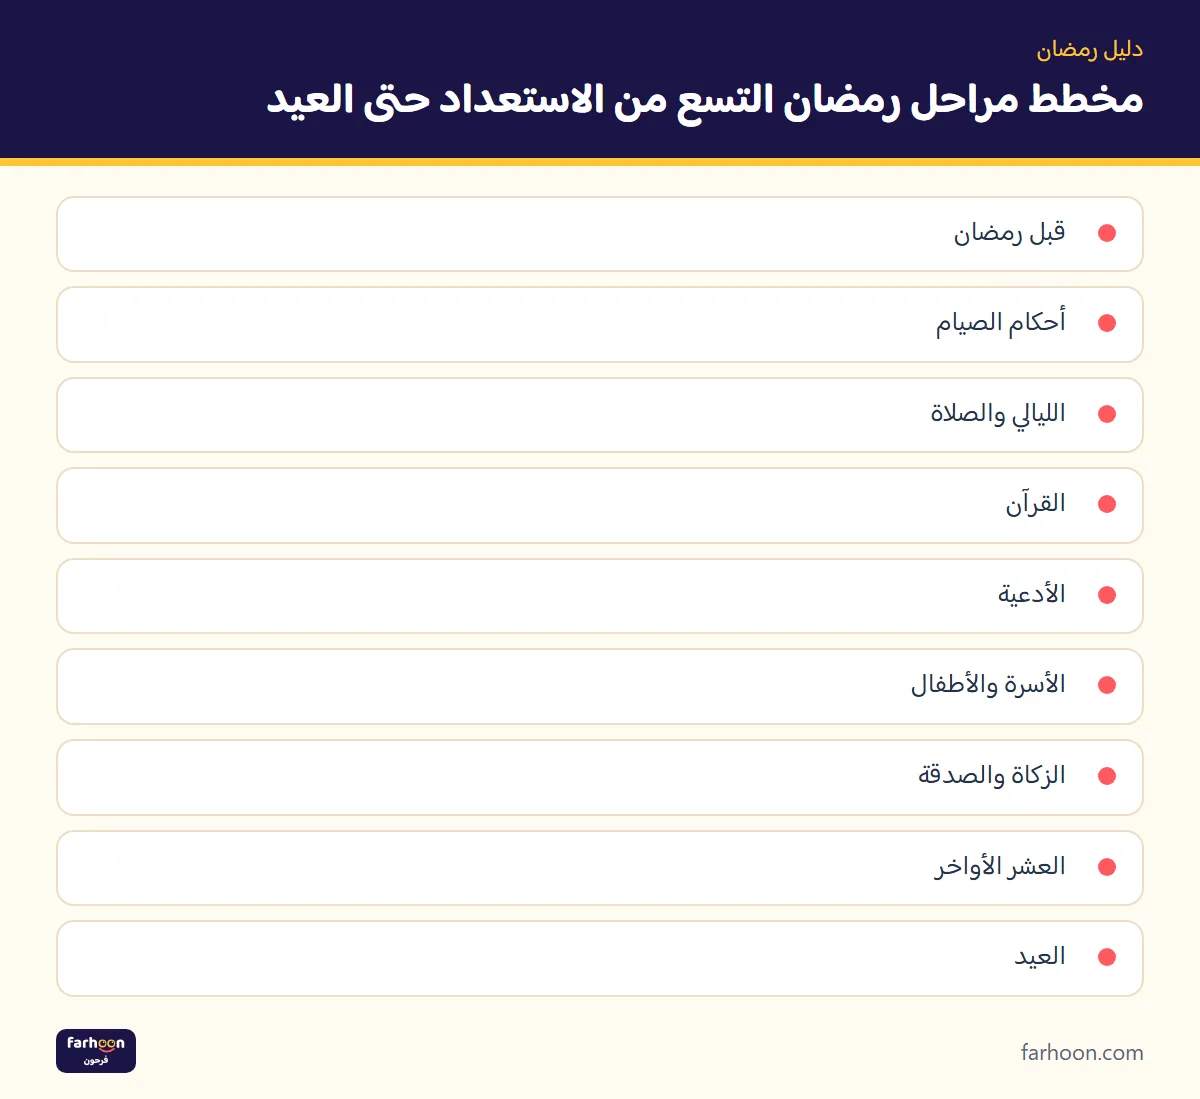 دليل رمضان
مخطط مراحل رمضان التسع من الاستعداد حتى العيد
قبل رمضان
أحكام الصيام
الليالي والصلاة
القرآن
الأدعية
الأسرة والأطفال
الزكاة والصدقة
العشر الأواخر
العيد
farhoon.com
farhoon
فرحون